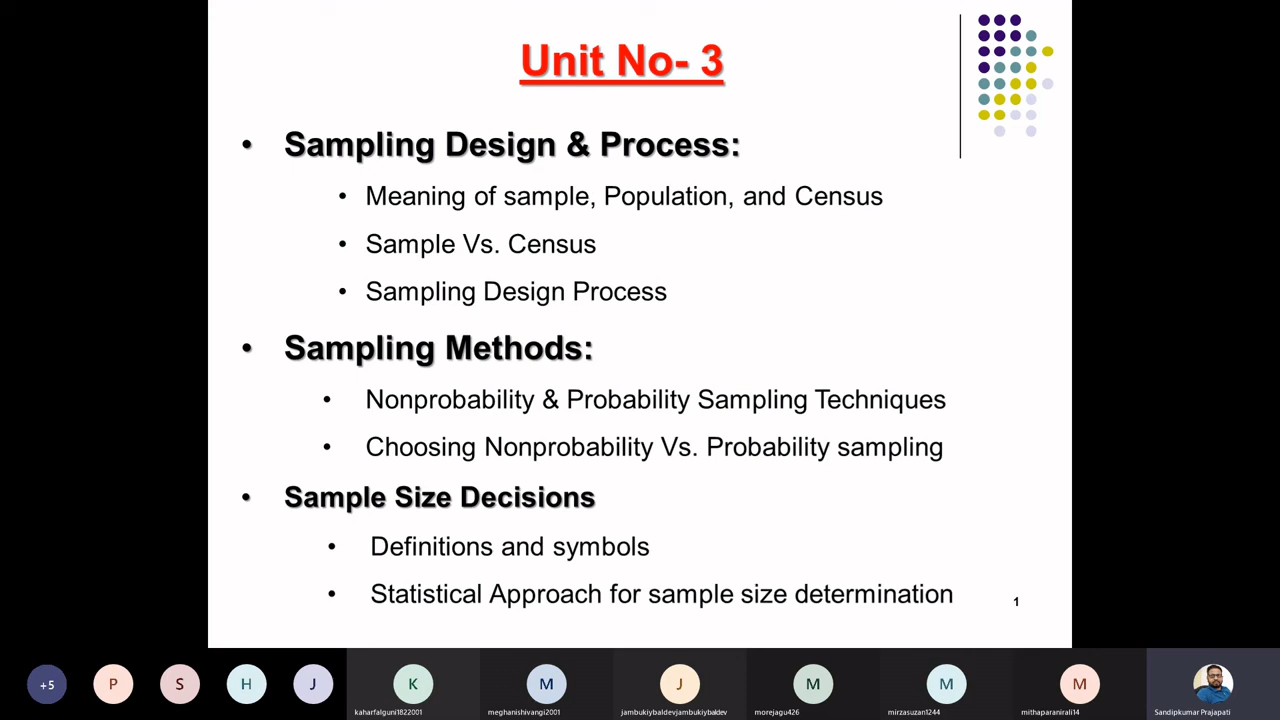 Unit No- 3
• Sampling Design & Process:
• Meaning of sample, Population, and Census
• Sample Vs. Census
• Sampling Design Process
• Sampling Methods:
• Nonprobability & Probability Sampling Techniques
• Choosing Nonprobability Vs. Probability sampling
• Sample Size Decisions
• Definitions and symbols
• Statistical Approach for sample size determination
1
+5 P S H J K M J M M M
kaharfalguni1822001 meghanishivangi2001 jambukiybaldevjambukiybaldev morejagu426 mirzasuzan1244 mithaparanirali14 Sandipkumar Prajapati